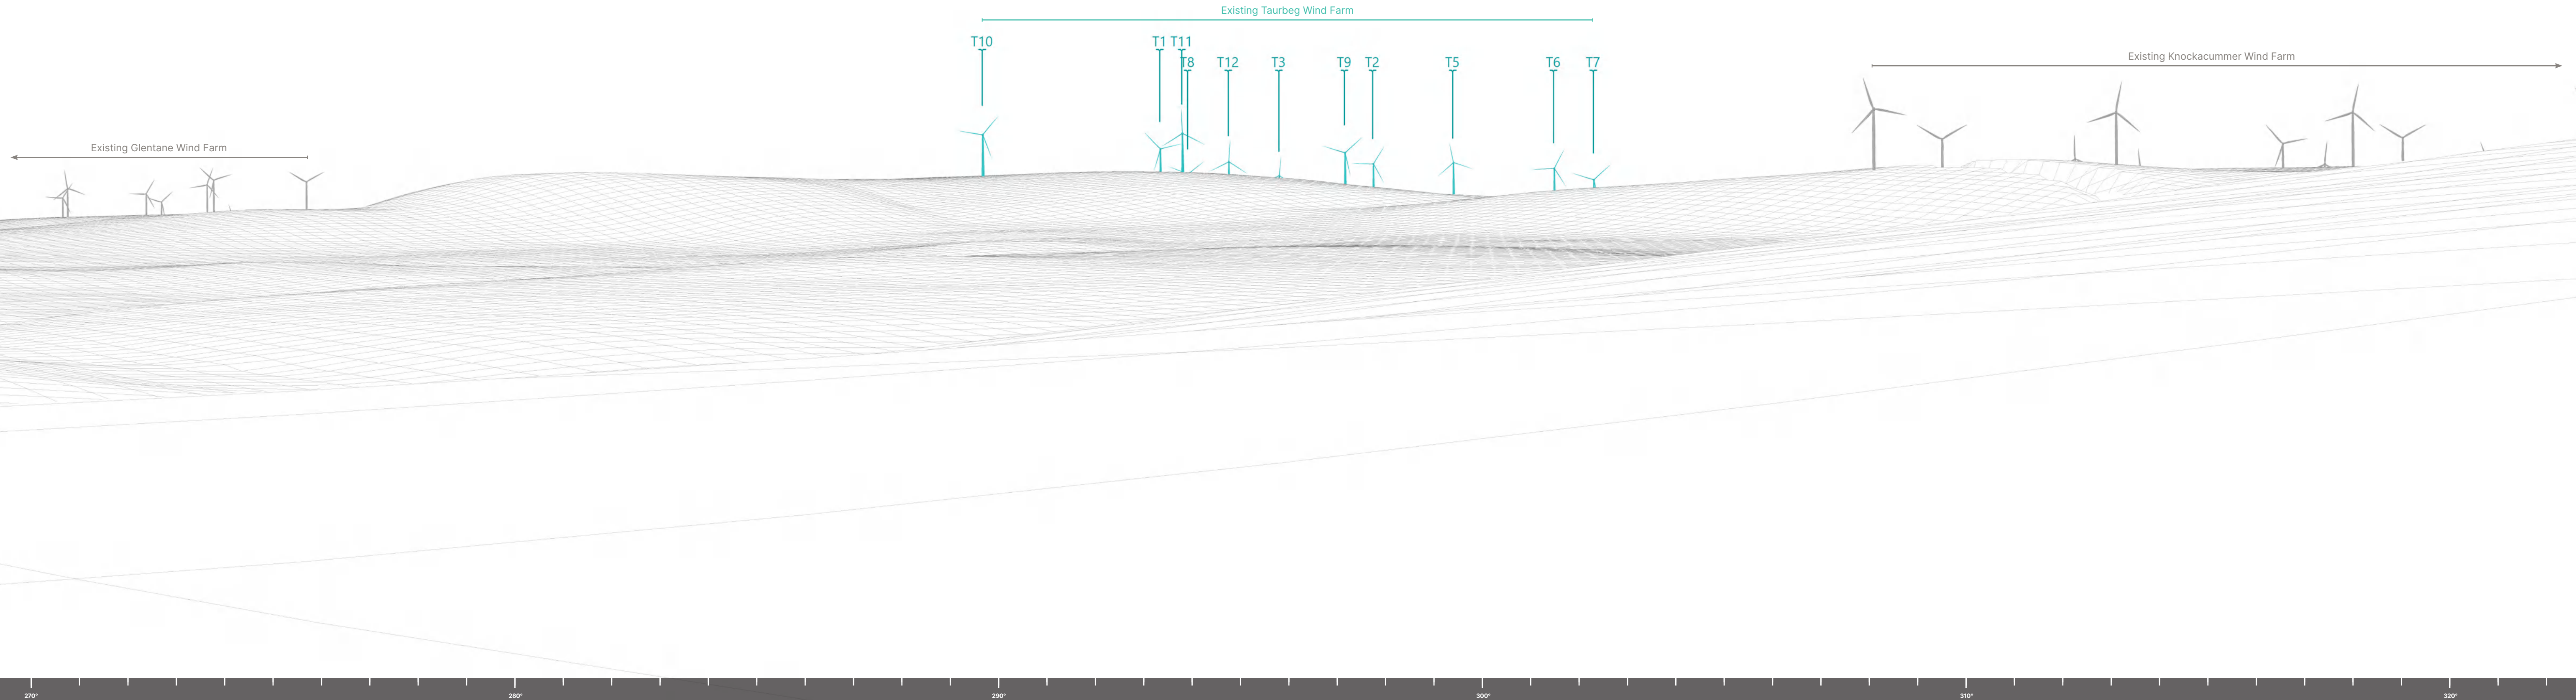 Existing Taurbeg Wind Farm
T10 T1 T11
T8 T12 T3 T9 T2 T5 T6 T7
Existing Knockacummer Wind Farm
Existing Glentane Wind Farm
270° 280° 290° 300° 310° 320°